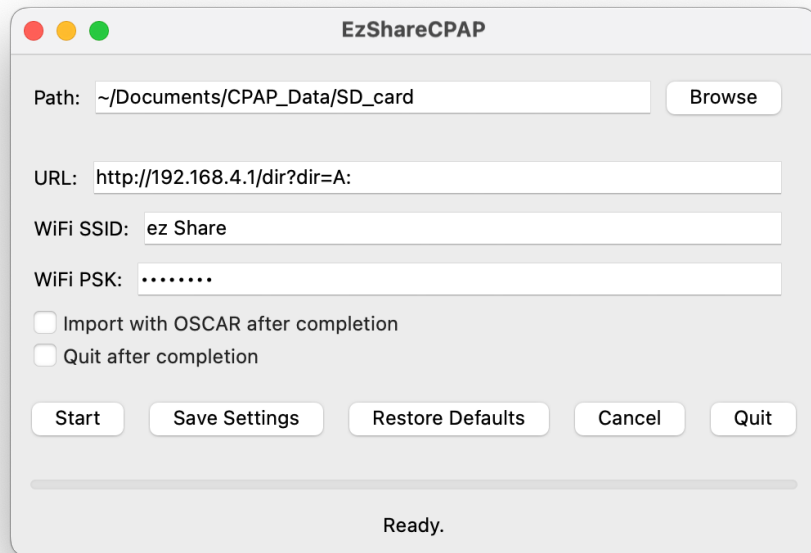 EzShareCPAP
Path: ~/Documents/CPAP_Data/SD_card Browse
URL: http://192.168.4.1/dir?dir=A:
WiFi SSID: ez Share
WiFi PSK: ••••••••
Import with OSCAR after completion
Quit after completion
Start Save Settings Restore Defaults Cancel Quit
Ready.